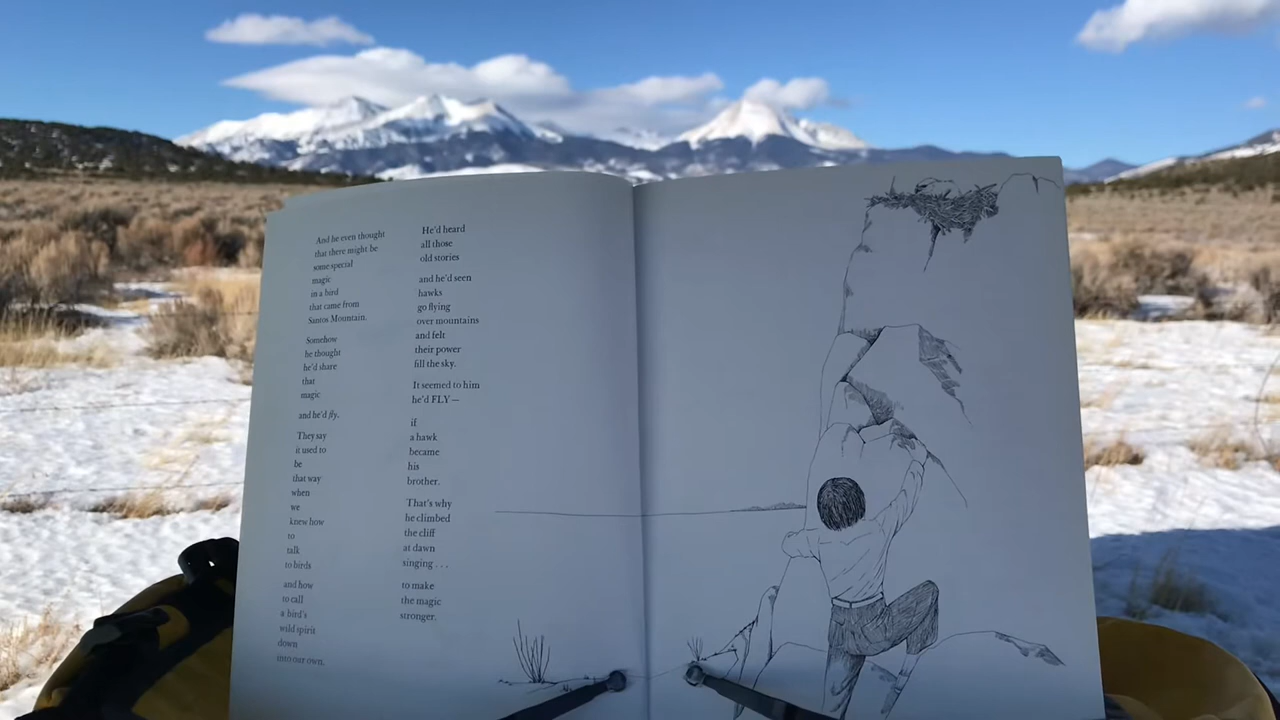 And he even thought
that there might be
some special
magic
in a bird
that came from
Santos Mountain.
Somehow
he thought
he'd share
that
magic
and he'd fly.
They say
it used to
be
that way
when
we
knew how
to
talk
to birds
and how
to call
a bird's
wild spirit
down
into our own.
He'd heard
all those
old stories
and he'd seen
hawks
go flying
over mountains
and felt
their power
fill the sky.
It seemed to him
he'd FLY—
if
a hawk
became
his
brother.
That's why
he climbed
the cliff
at dawn
singing . . .
to make
the magic
stronger.